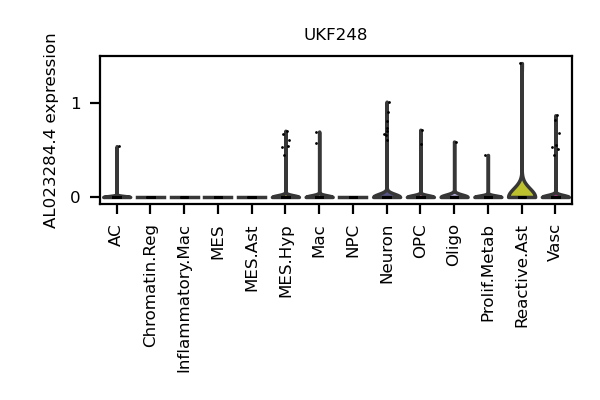 UKF248
AL023284.4 expression
1
0
AC
Chromatin.Reg
Inflammatory.Mac
MES
MES.Ast
MES.Hyp
Mac
NPC
Neuron
OPC
Oligo
Prolif.Metab
Reactive.Ast
Vasc